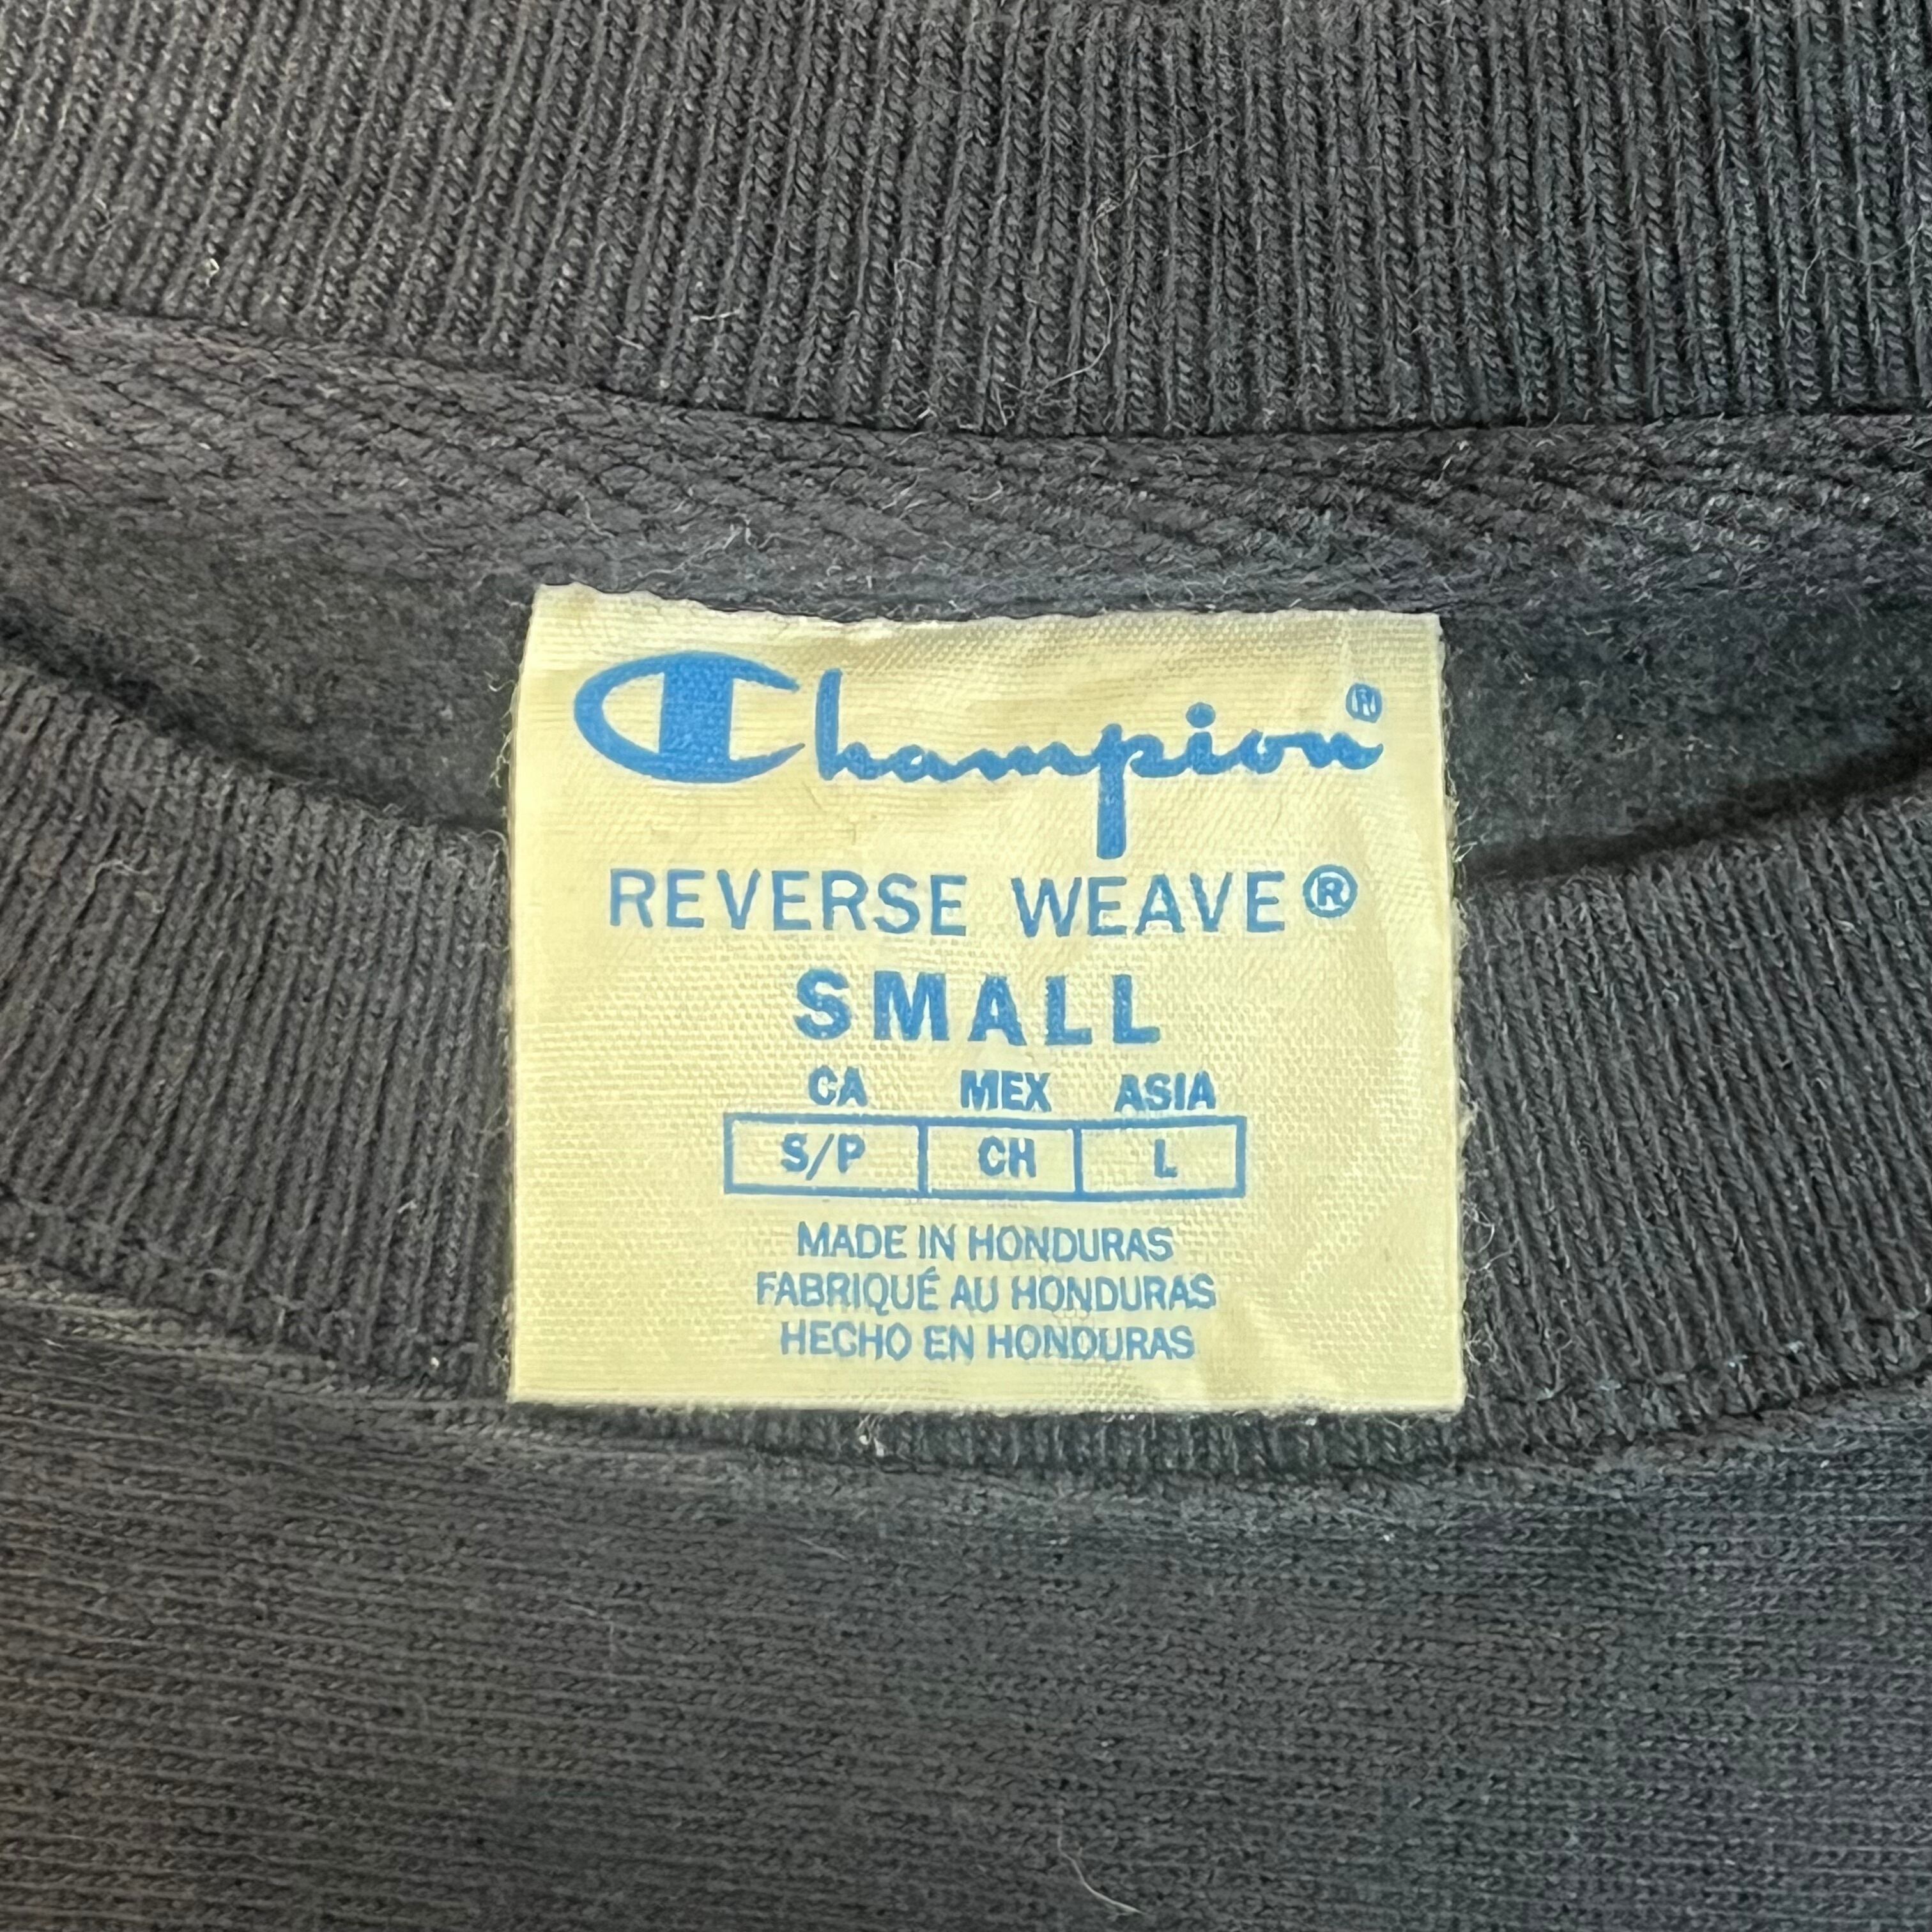 Champion®
REVERSE WEAVE®
SMALL
CA MEX ASIA
S/P CH L
MADE IN HONDURAS
FABRIQUÉ AU HONDURAS
HECHO EN HONDURAS